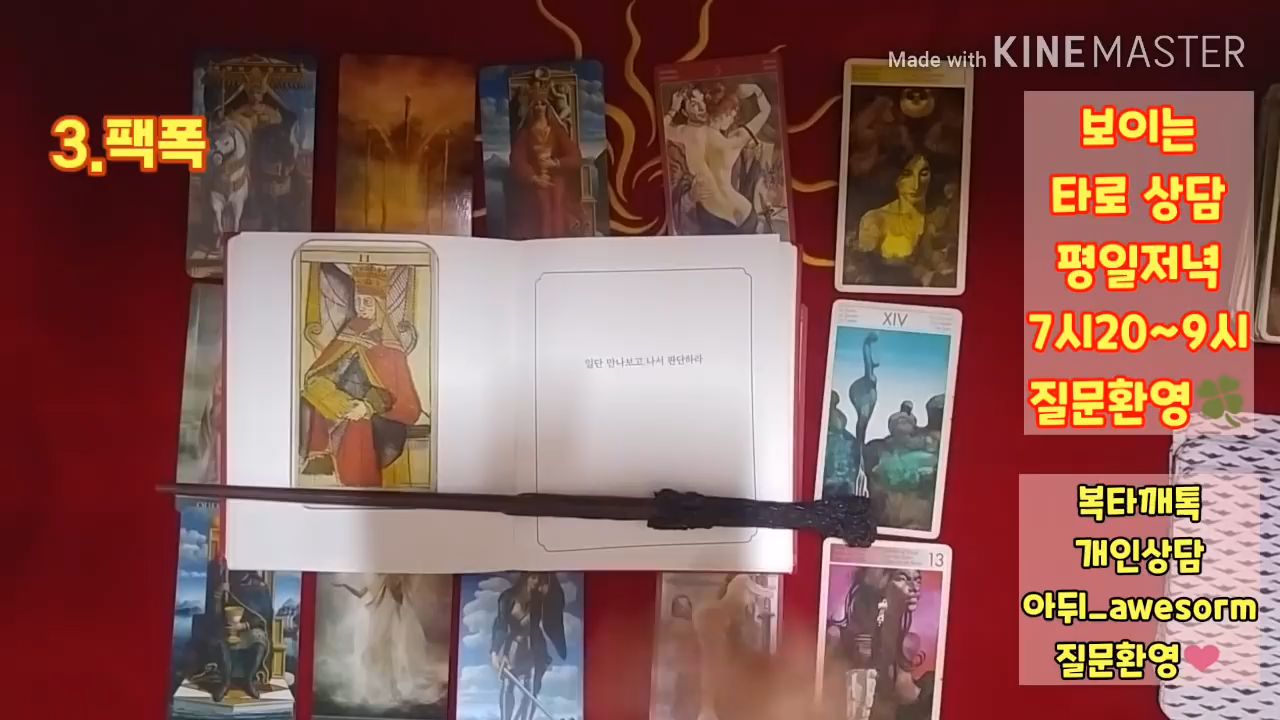 Made with KINEMASTER
3.팩폭
보이는
타로 상담
평일저녁
7시20~9시
질문환영🍀
II
일단 만나보고 나서 판단하라
XIV
13
복타깨톡
개인상담
아뒤_awesorm
질문환영❤